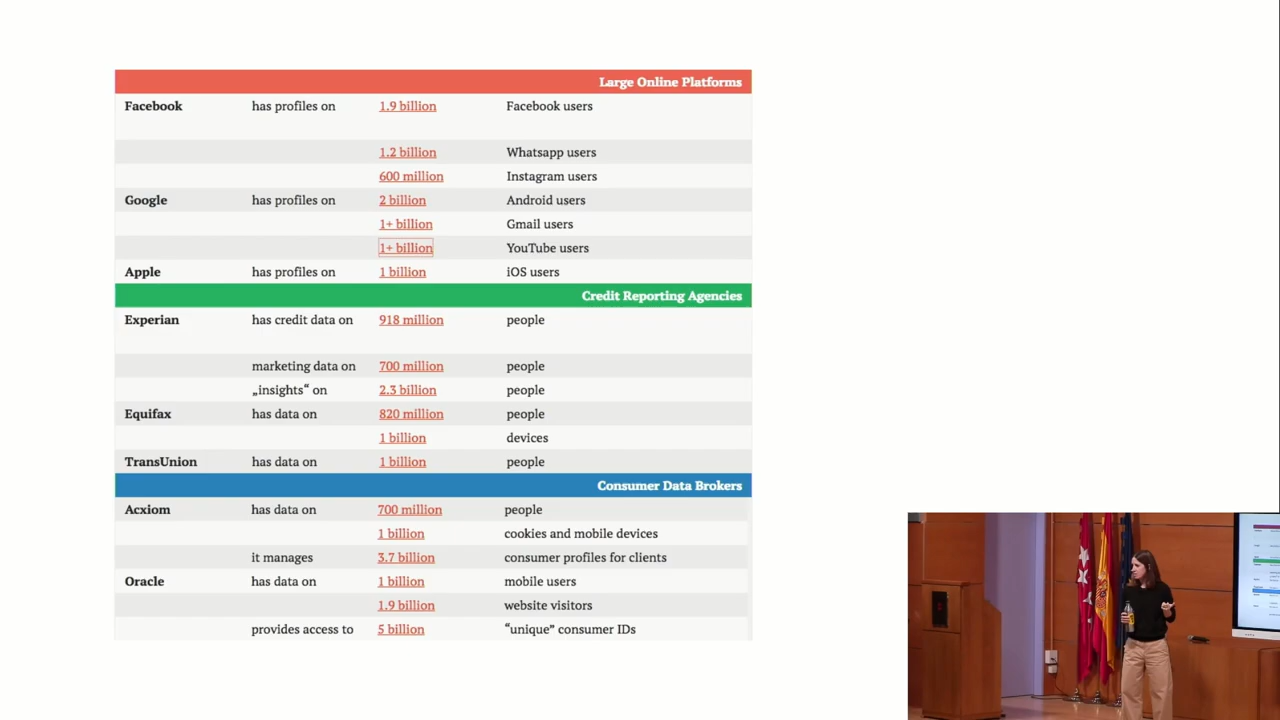 Large Online Platforms
Facebook has profiles on 1.9 billion Facebook users
1.2 billion Whatsapp users
600 million Instagram users
Google has profiles on 2 billion Android users
1+ billion Gmail users
1+ billion YouTube users
Apple has profiles on 1 billion iOS users
Credit Reporting Agencies
Experian has credit data on 918 million people
marketing data on 700 million people
„insights“ on 2.3 billion people
Equifax has data on 820 million people
1 billion devices
TransUnion has data on 1 billion people
Consumer Data Brokers
Acxiom has data on 700 million people
1 billion cookies and mobile devices
it manages 3.7 billion consumer profiles for clients
Oracle has data on 1 billion mobile users
1.9 billion website visitors
provides access to 5 billion “unique” consumer IDs